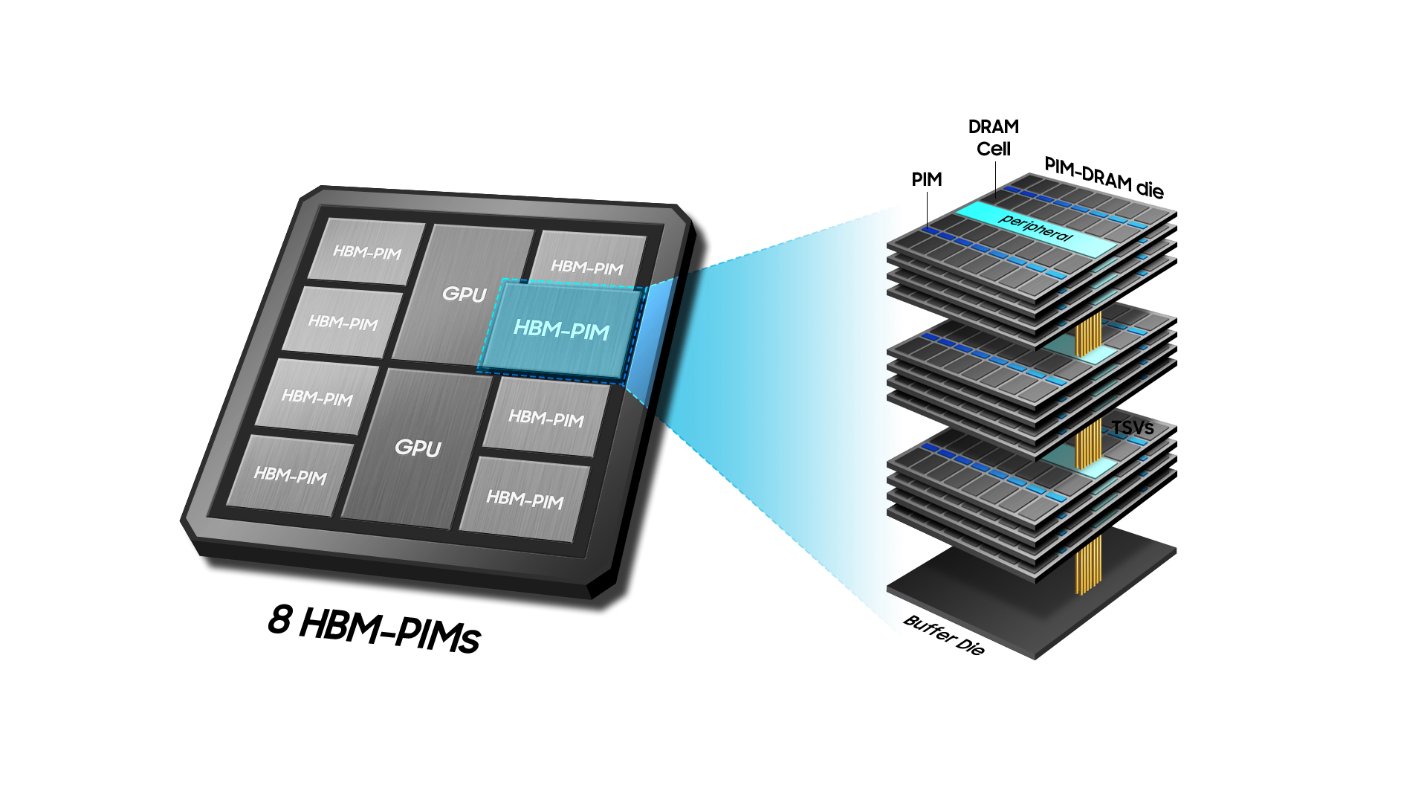 HBM-PIM
GPU
HBM-PIM
HBM-PIM
HBM-PIM
HBM-PIM
GPU
HBM-PIM
HBM-PIM
HBM-PIM
8 HBM-PIMs
DRAM
Cell
PIM
PIM-DRAM die
peripheral
TSVs
Buffer Die